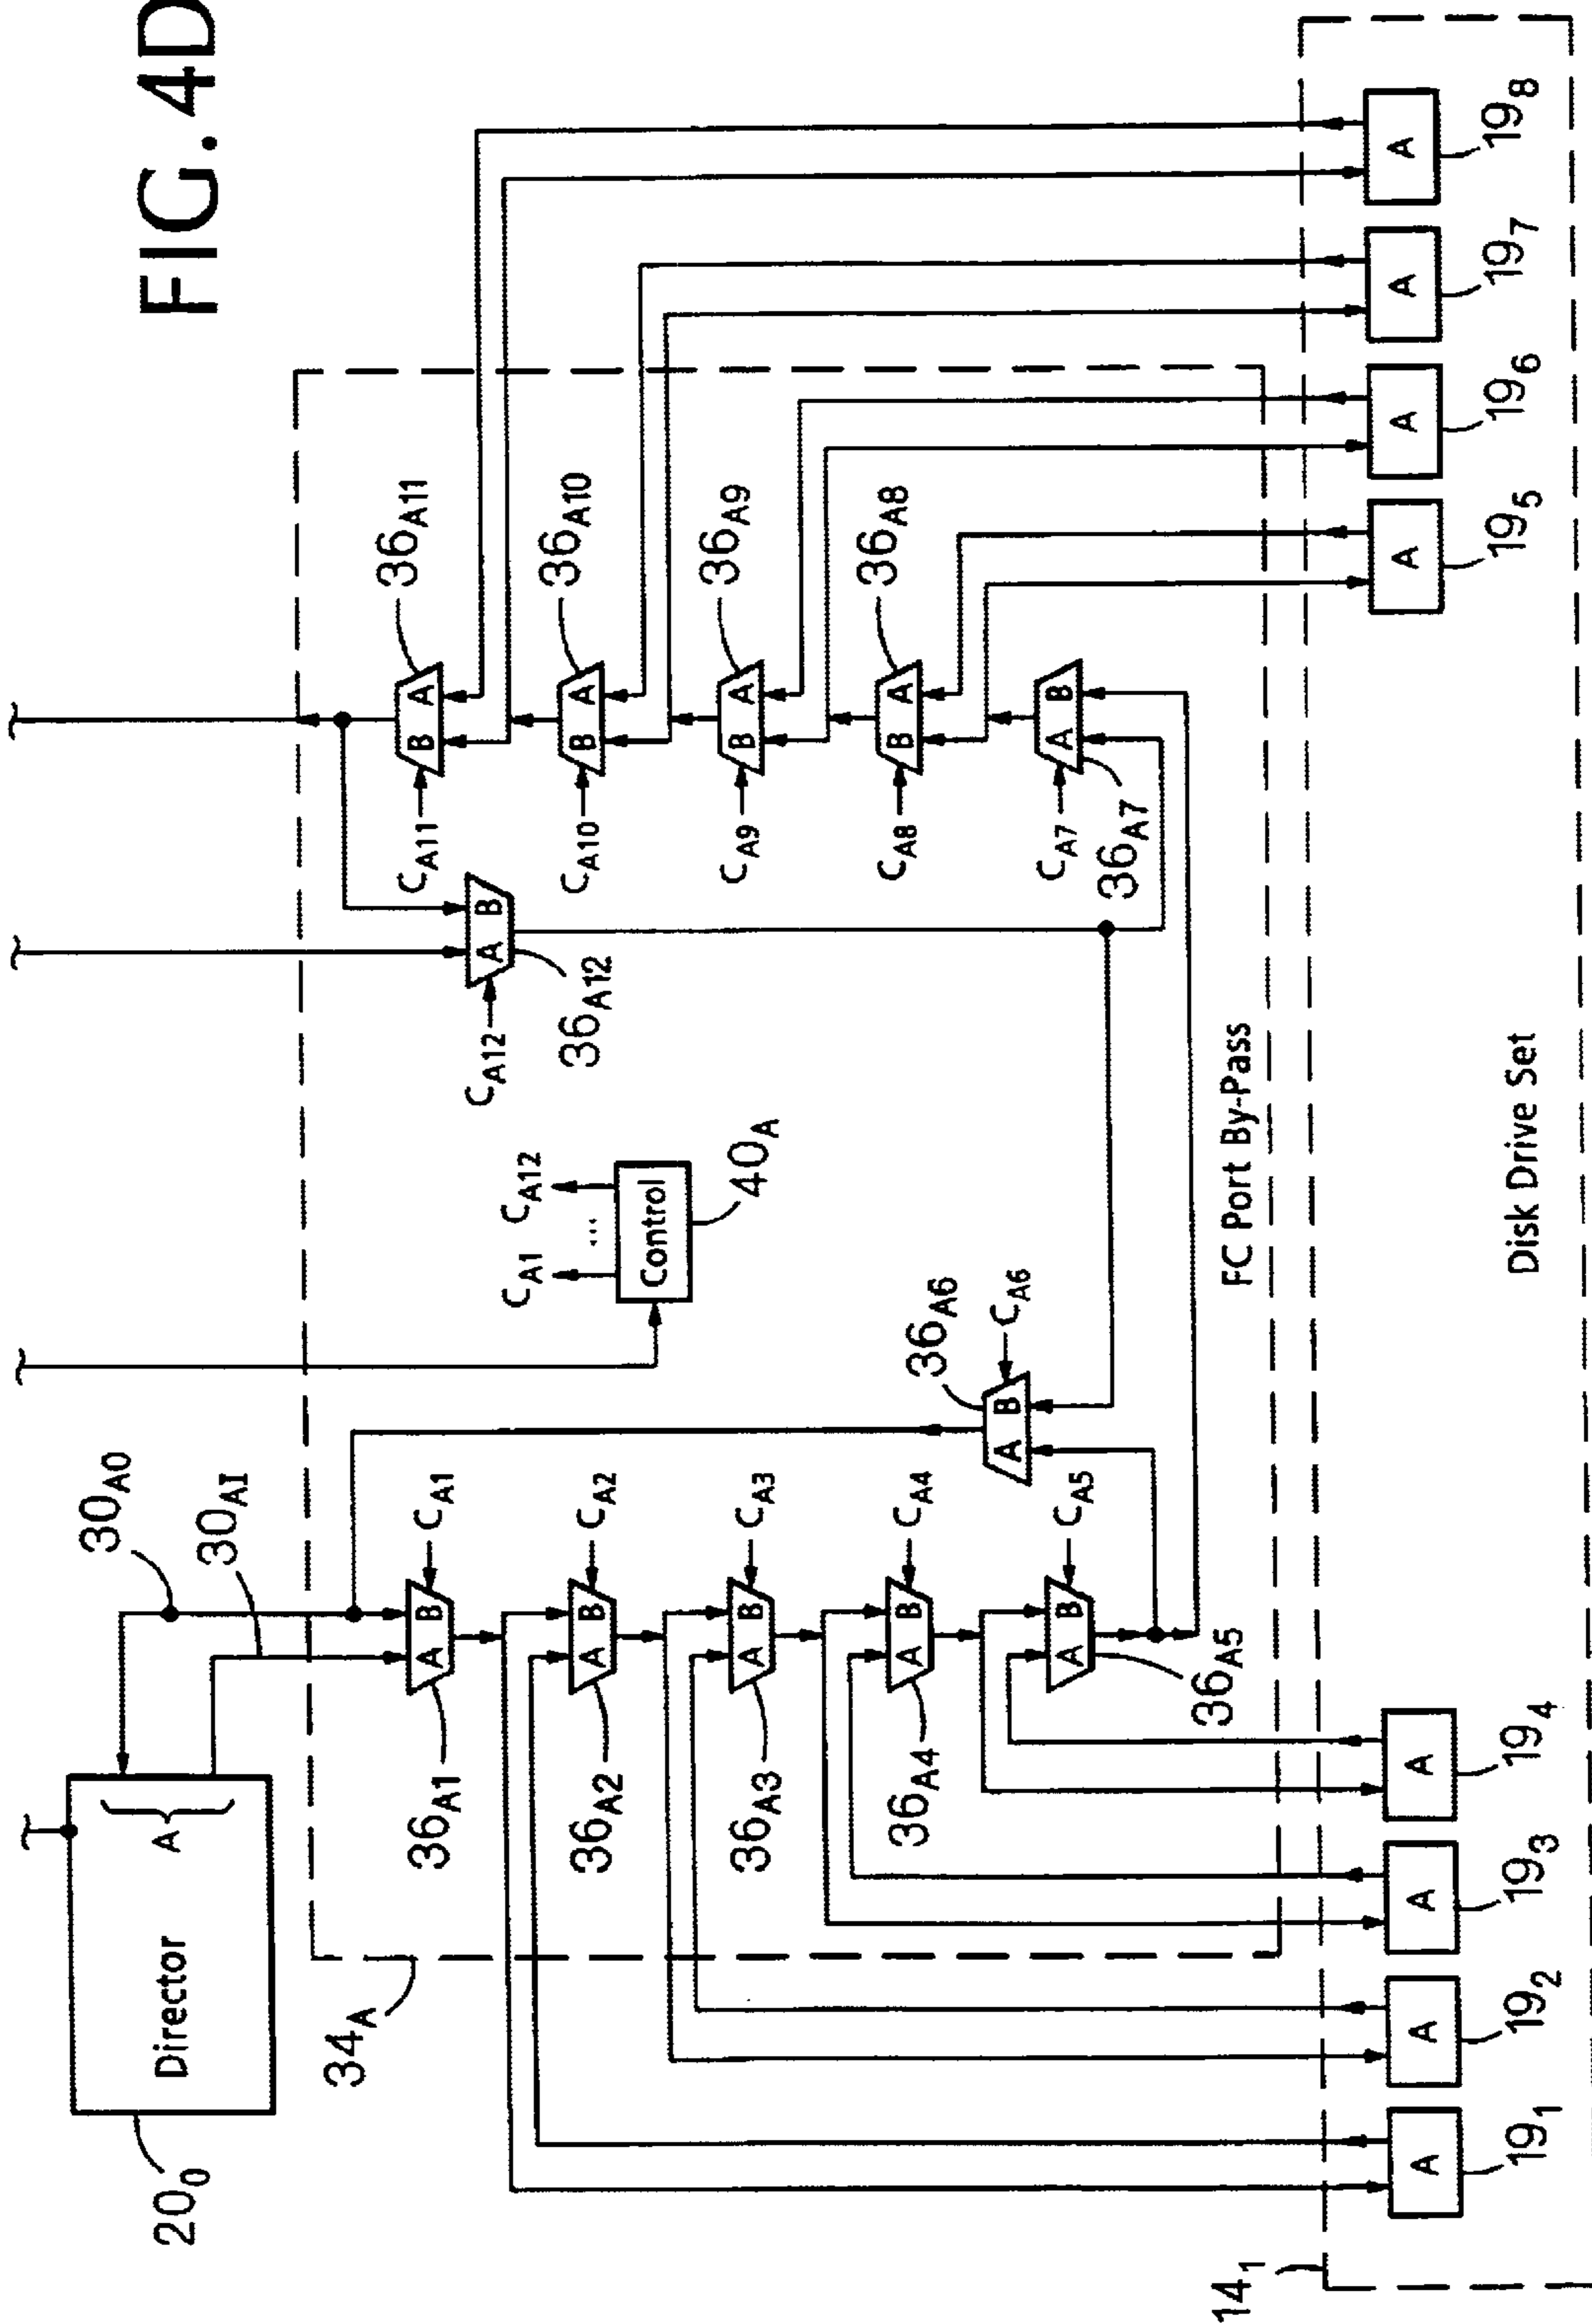 FIG. 4D
20₀
Director
A
30A0
30AI
34A
36A1
A B
CA1
36A2
A B
CA2
36A3
A B
CA3
36A4
A B
CA4
36A5
A B
CA5
36A6
A B
CA6
CA1 ... CA12
Control
40A
CA12
A B
36A12
CA11
B A
36A11
CA10
B A
36A10
CA9
B A
36A9
CA8
B A
36A8
CA7
A B
36A7
FC Port By-Pass
14₁
A
19₁
A
19₂
A
19₃
A
19₄
A
19₅
A
19₆
A
19₇
A
19₈
Disk Drive Set